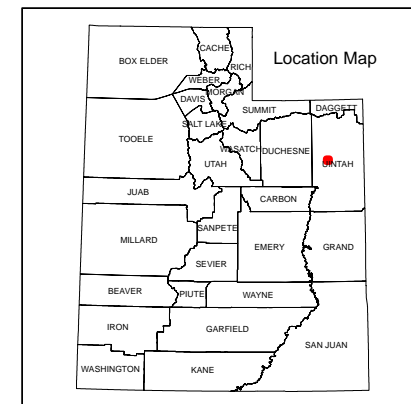 Location Map
CACHE
BOX ELDER
RICH
WEBER
MORGAN
DAVIS
SUMMIT
DAGGETT
SALT LAKE
TOOELE
WASATCH
DUCHESNE
UINTAH
UTAH
JUAB
CARBON
SANPETE
MILLARD
EMERY
GRAND
SEVIER
BEAVER
PIUTE
WAYNE
IRON
GARFIELD
SAN JUAN
WASHINGTON
KANE